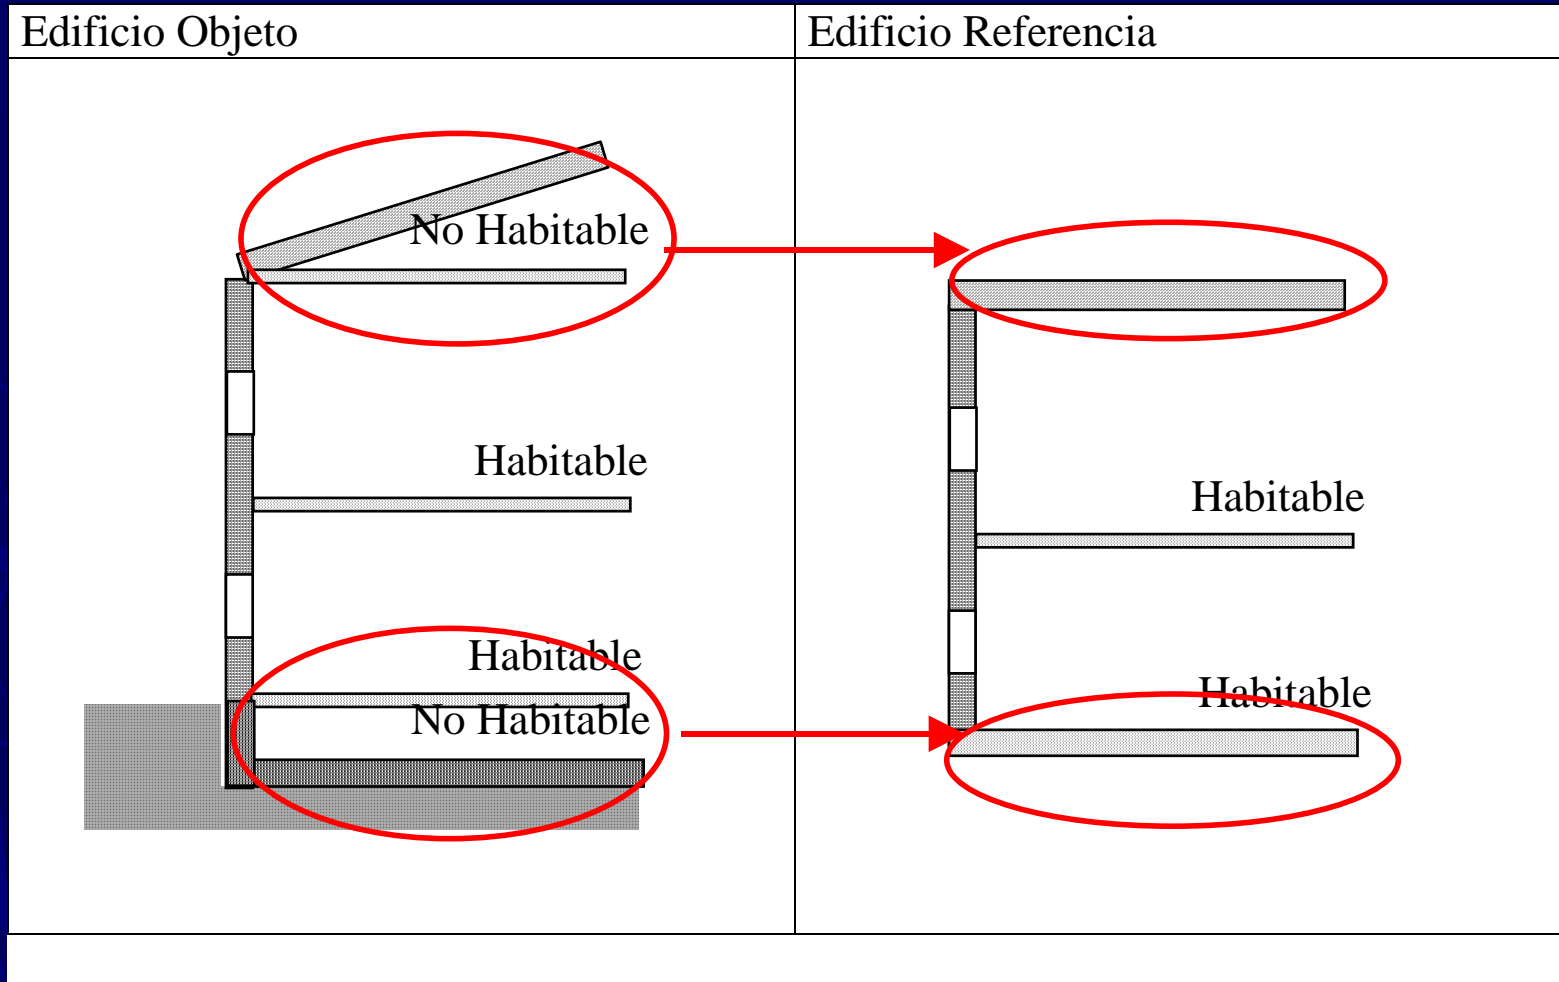 Edificio Objeto
Edificio Referencia
No Habitable
Habitable
Habitable
No Habitable
Habitable
Habitable